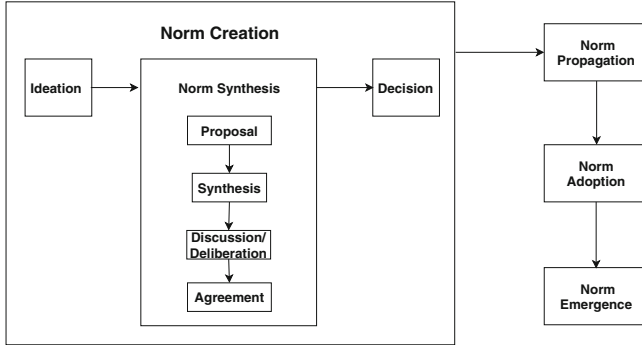 Norm Creation
Ideation
Norm Synthesis
Proposal
Synthesis
Discussion/
Deliberation
Agreement
Decision
Norm
Propagation
Norm
Adoption
Norm
Emergence